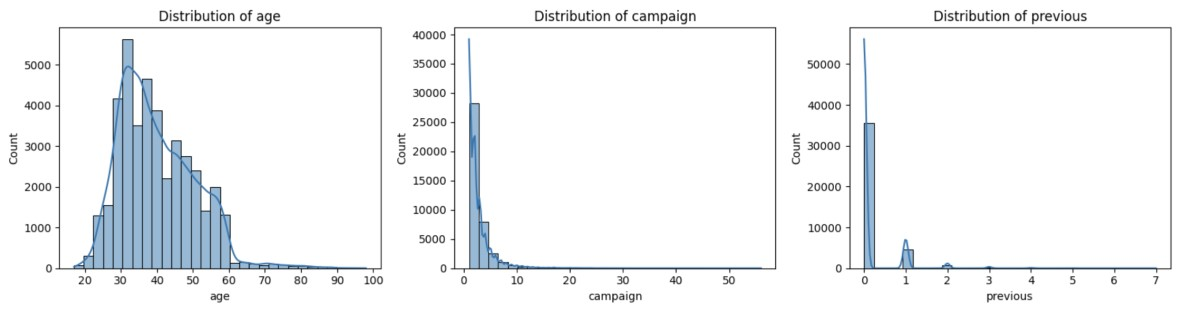 Distribution of age
Count
5000
4000
3000
2000
1000
0
20 30 40 50 60 70 80 90 100
age
Distribution of campaign
Count
40000
35000
30000
25000
20000
15000
10000
5000
0
0 10 20 30 40 50
campaign
Distribution of previous
Count
50000
40000
30000
20000
10000
0
0 1 2 3 4 5 6 7
previous